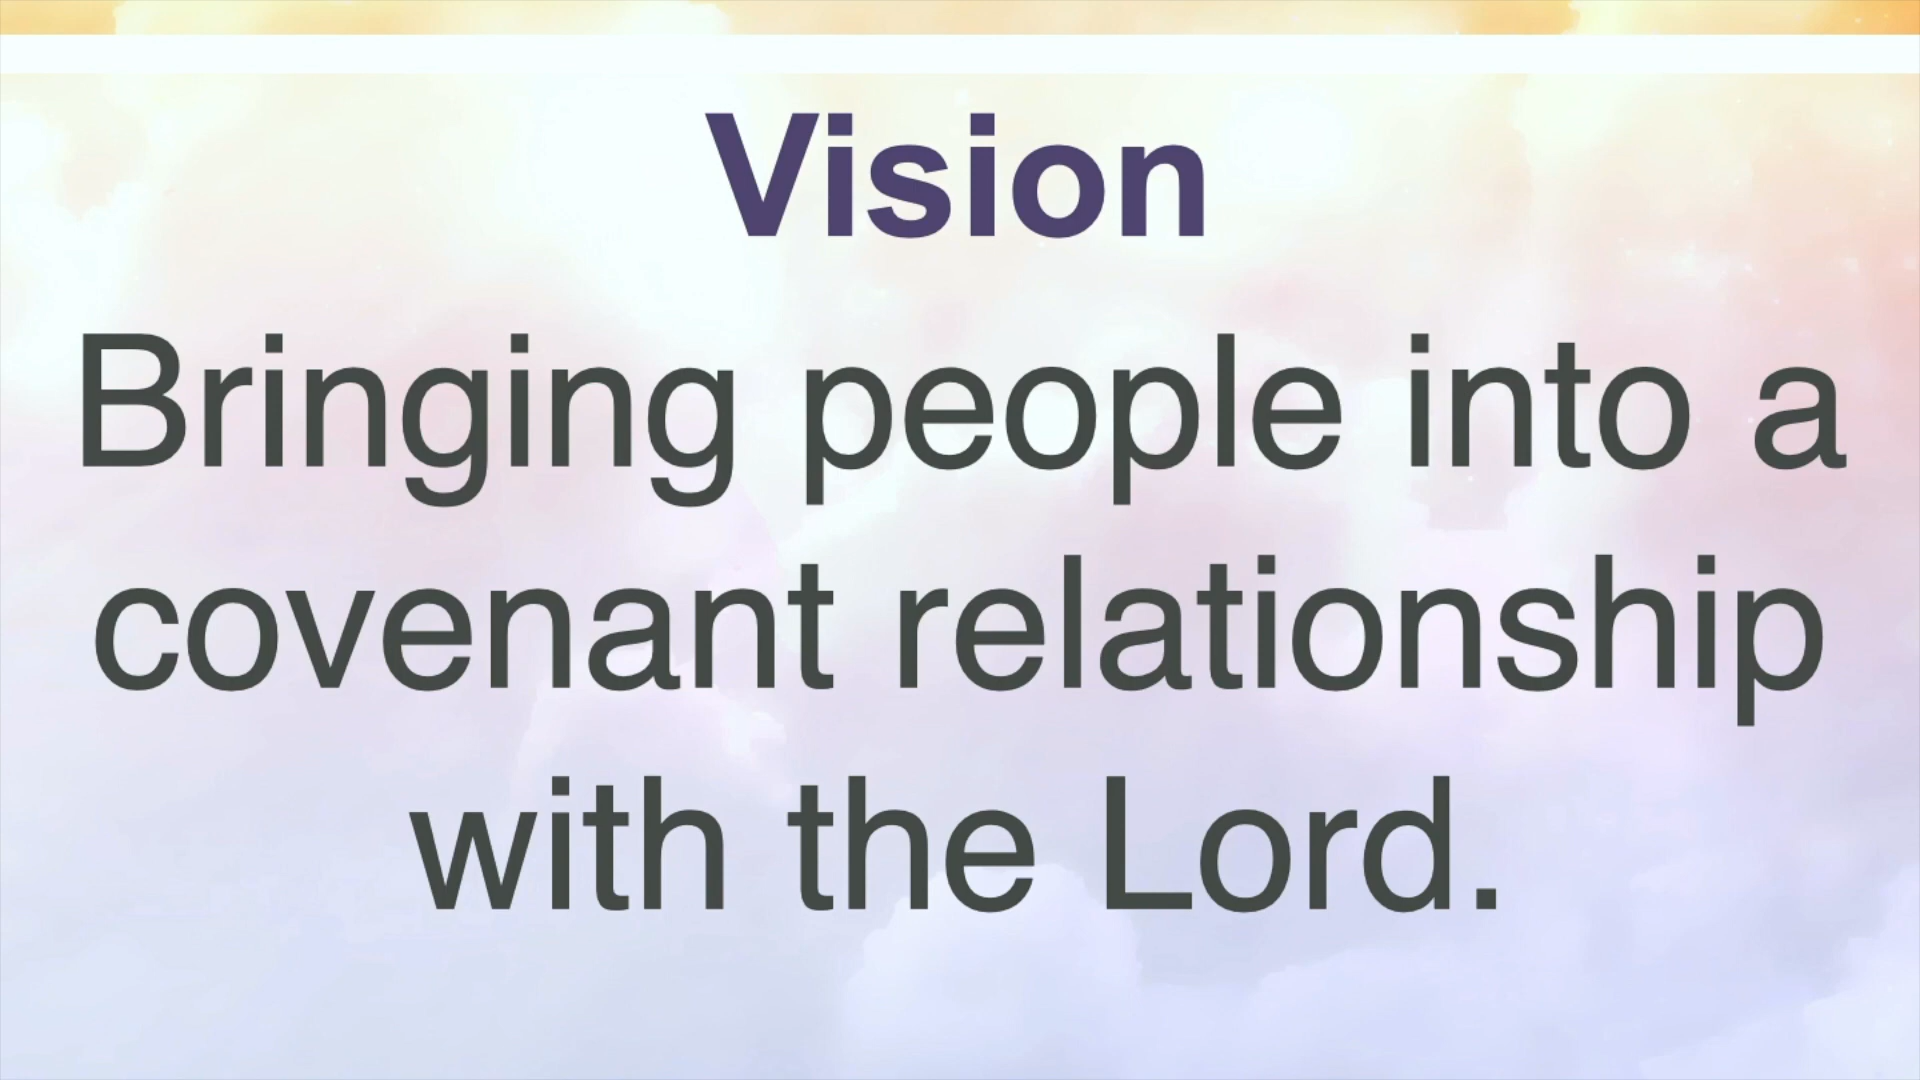 Vision
Bringing people into a
covenant relationship
with the Lord.